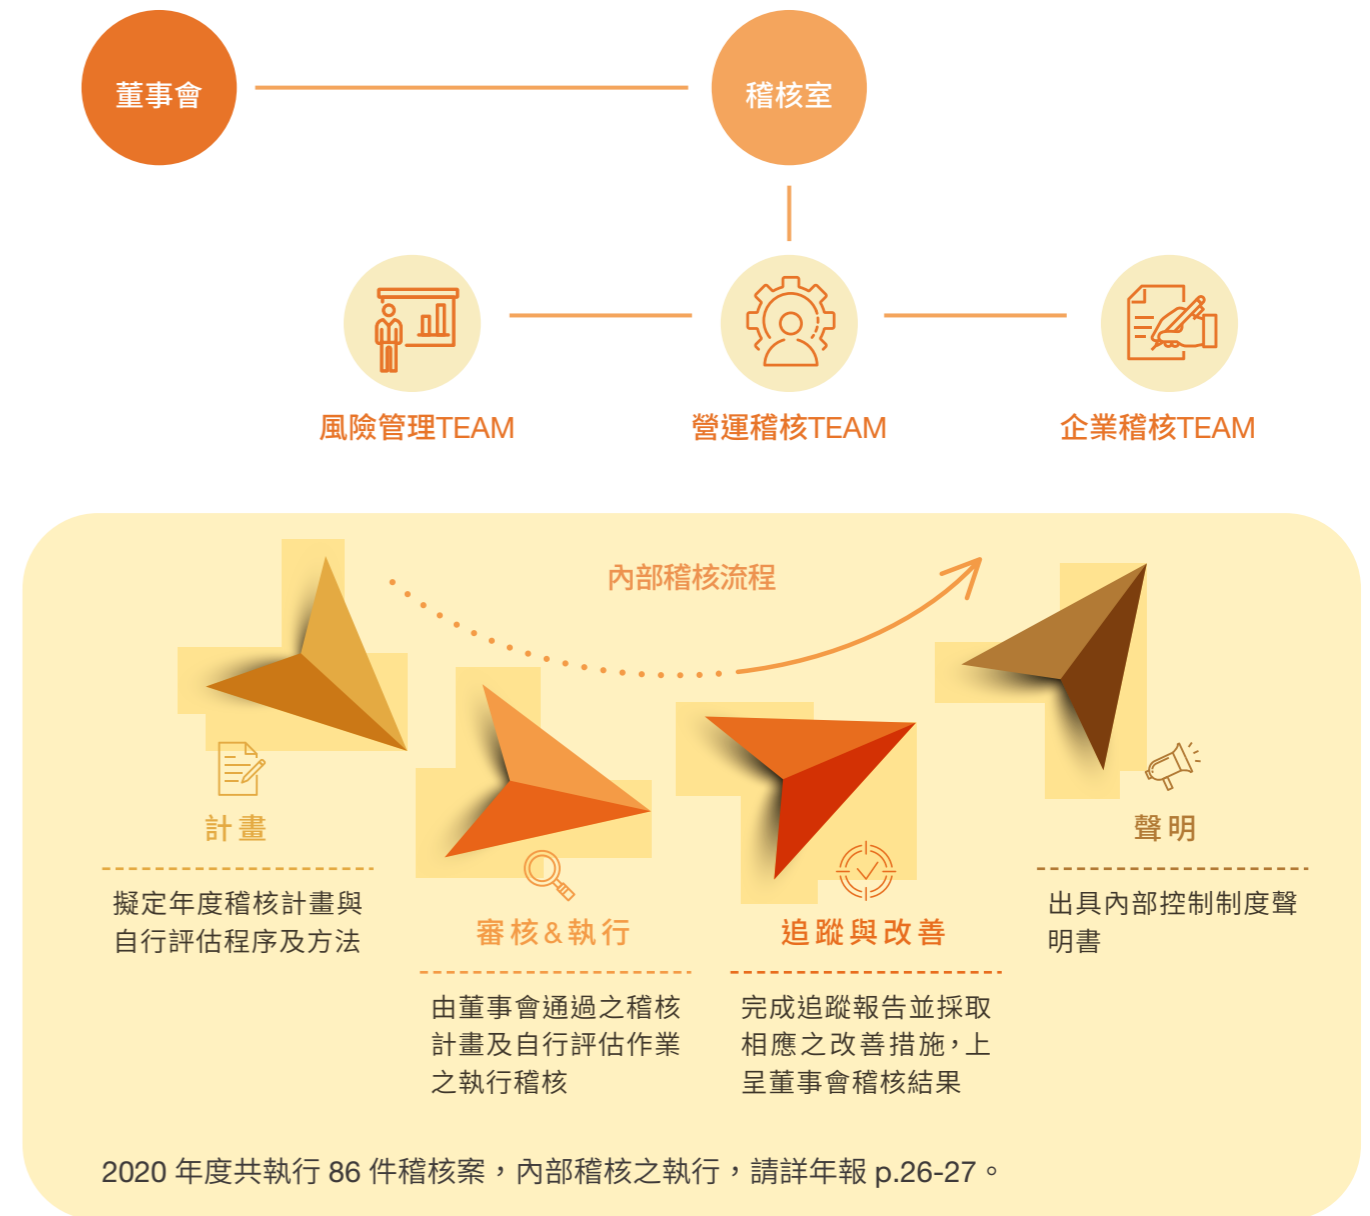 董事會
稽核室
風險管理TEAM
營運稽核TEAM
企業稽核TEAM
內部稽核流程
計畫
擬定年度稽核計畫與
自行評估程序及方法
審核&執行
由董事會通過之稽核
計畫及自行評估作業
之執行稽核
追蹤與改善
完成追蹤報告並採取
相應之改善措施，上
呈董事會稽核結果
聲明
出具內部控制制度聲
明書
2020 年度共執行 86 件稽核案，內部稽核之執行，請詳年報 p.26-27。